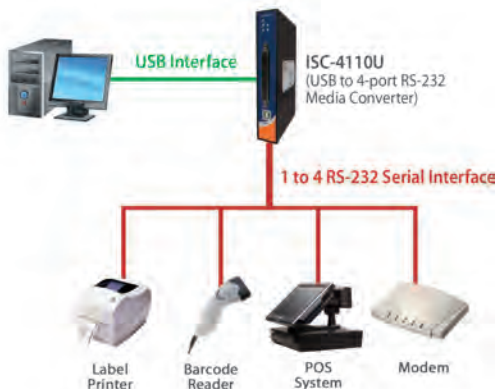 USB Interface
ISC-4110U
(USB to 4-port RS-232
Media Converter)
1 to 4 RS-232 Serial Interface
Label
Printer
Barcode
Reader
POS
System
Modem